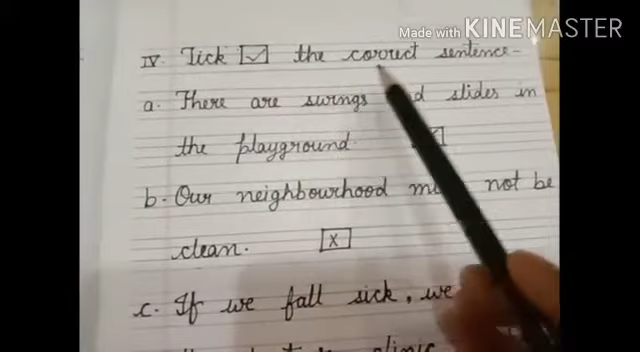 Made with KINEMASTER
IV. Tick ☑ the correct sentence-
a. There are swings slides in
the playground.
b. Our neighbourhood not be
clean. ☒
c. If we fall sick, we
clinic